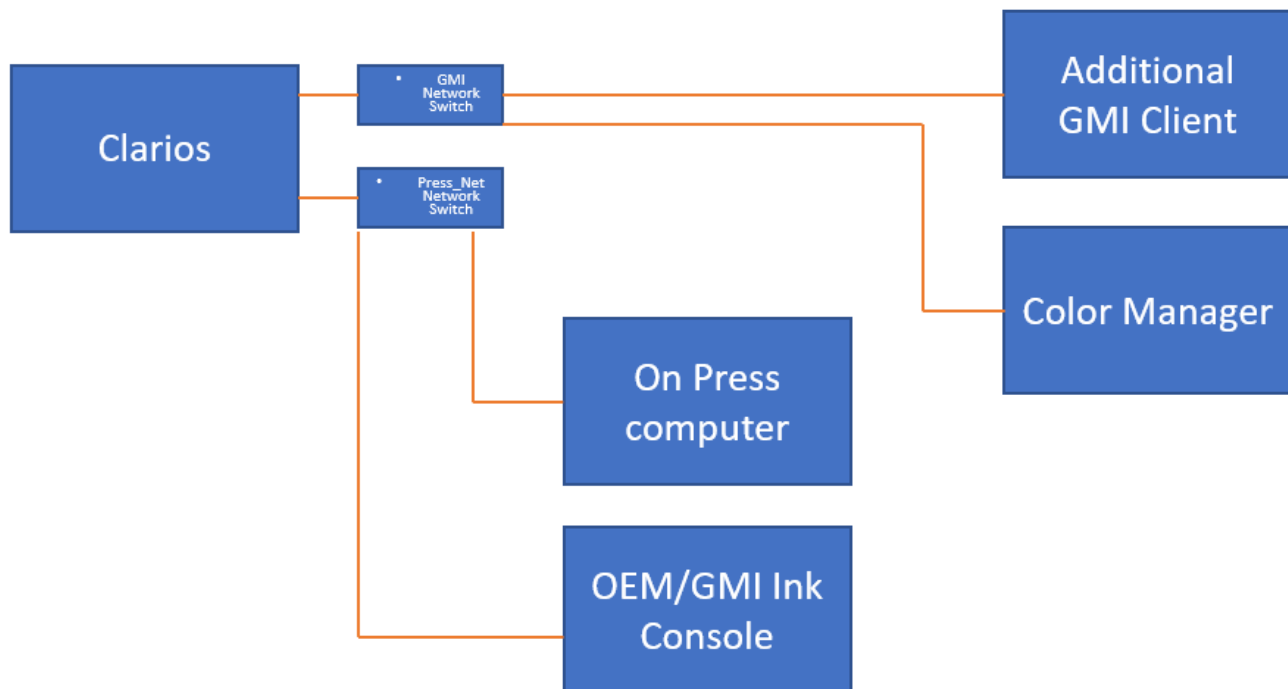 Clarios
• GMI
Network
Switch
Additional
GMI Client
• Press_Net
Network
Switch
Color Manager
On Press
computer
OEM/GMI Ink
Console